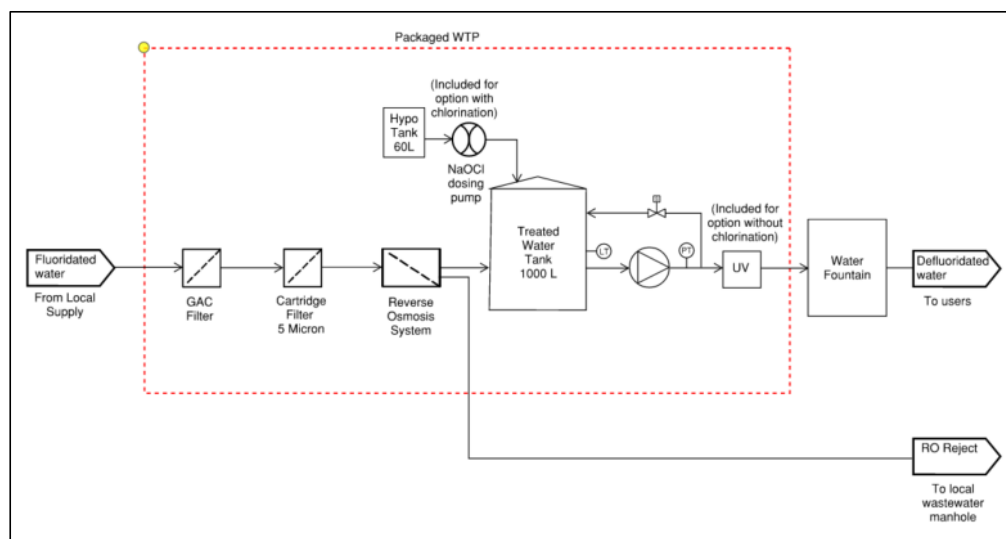 Packaged WTP
(Included for
option with
chlorination)
Hypo
Tank
60L
NaOCl
dosing
pump
(Included for
option without
chlorination)
Treated
Water
Tank
1000 L
LT
PT
UV
Water
Fountain
Fluoridated
water
From Local
Supply
GAC
Filter
Cartridge
Filter
5 Micron
Reverse
Osmosis
System
Defluoridated
water
To users
RO Reject
To local
wastewater
manhole